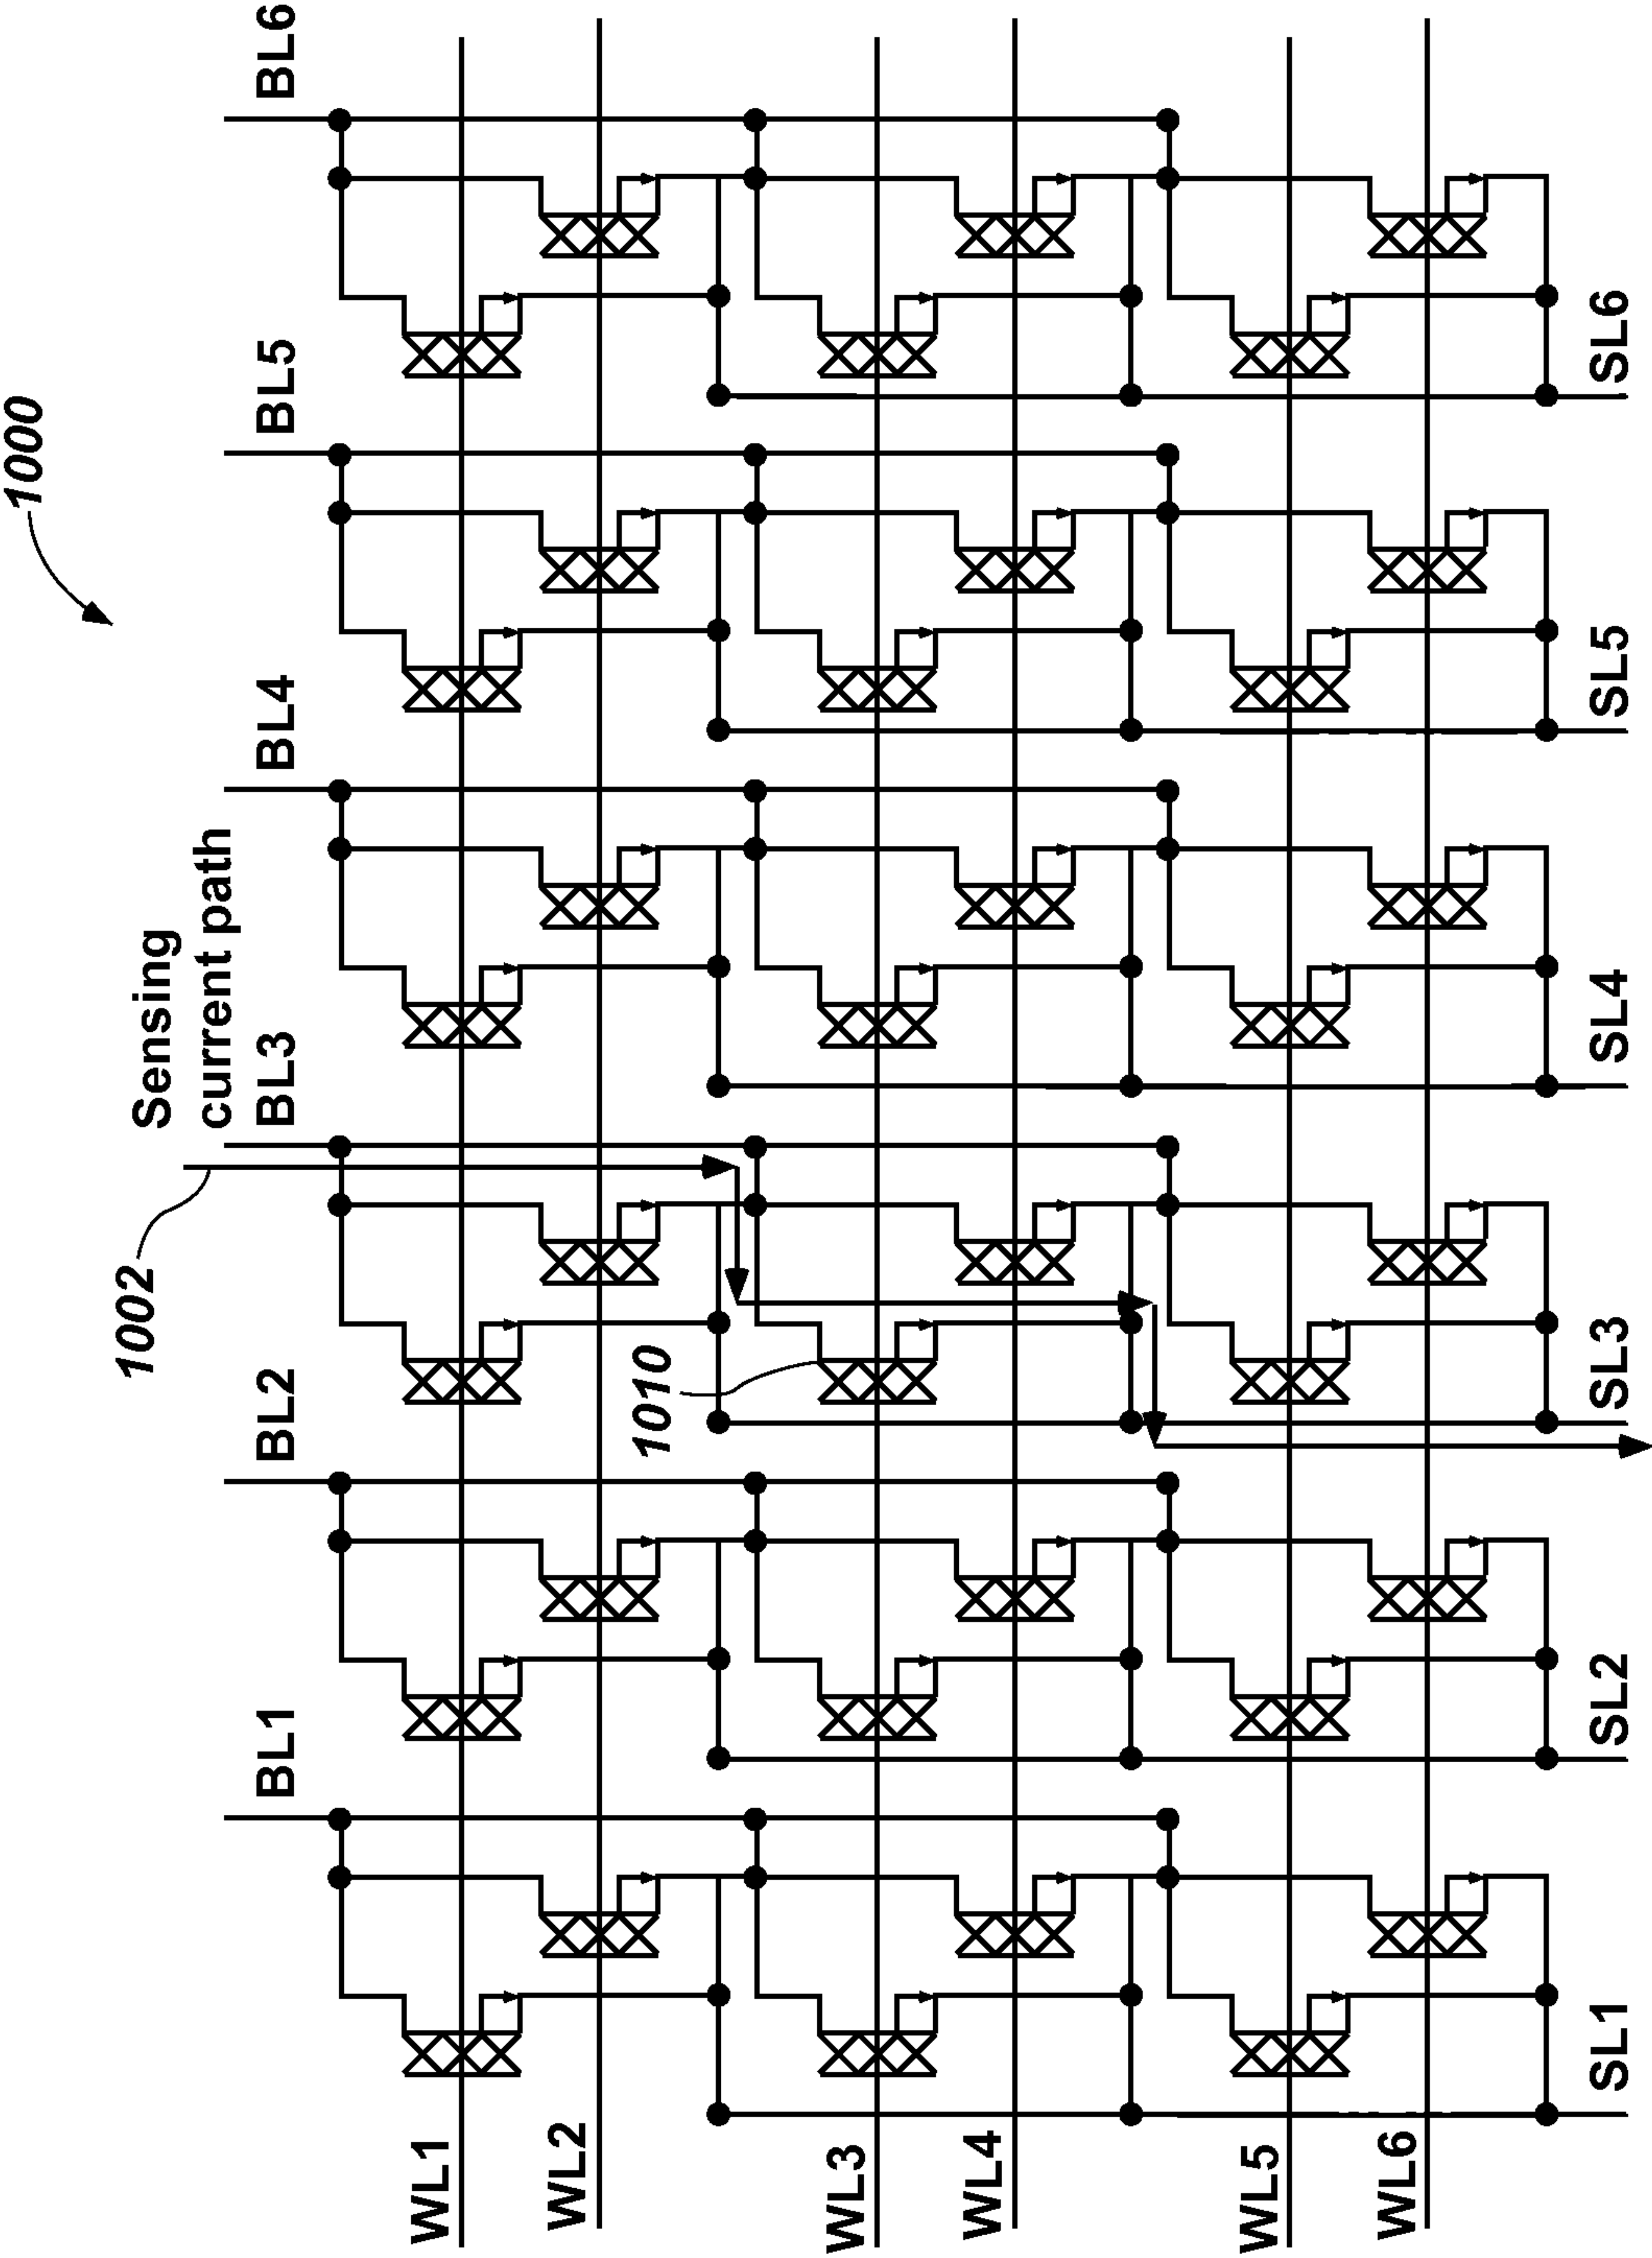 1000
Sensing
current path
1002
BL1
BL2
BL3
BL4
BL5
BL6
WL1
WL2
1010
WL3
WL4
WL5
WL6
SL1
SL2
SL3
SL4
SL5
SL6